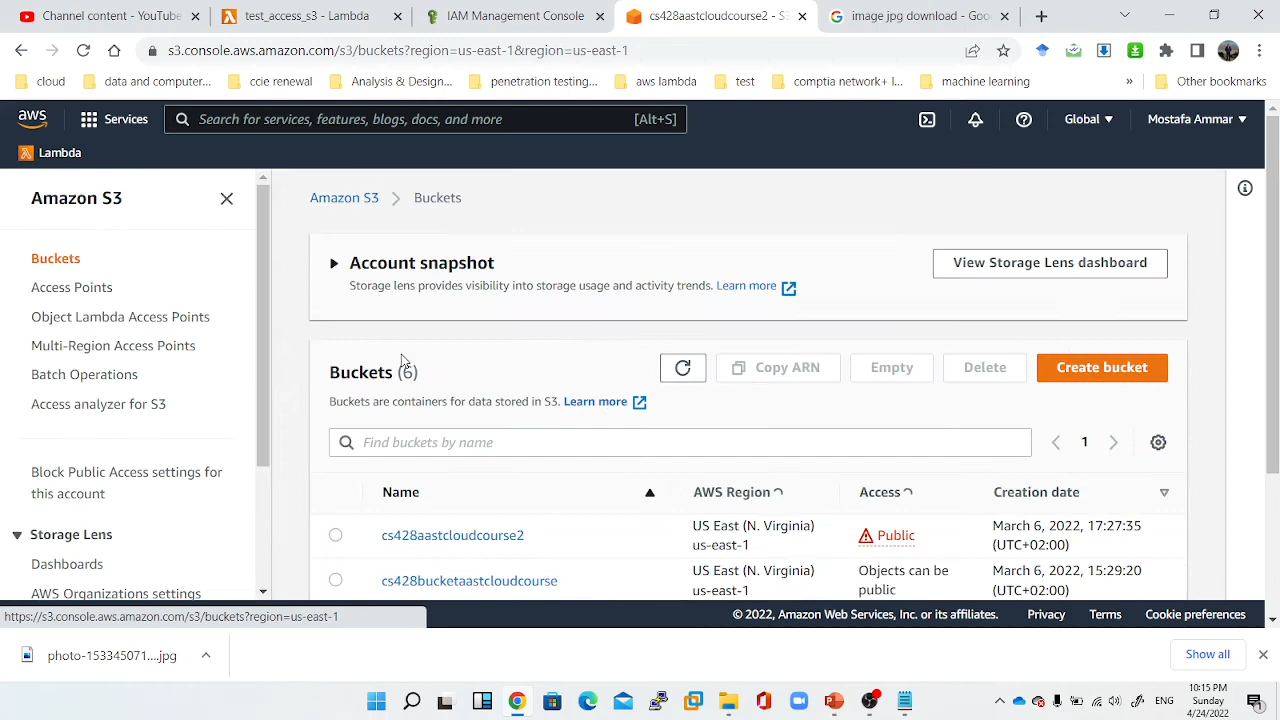 Channel content - YouTube
test_access_s3 - Lambda
IAM Management Console
cs428aastcloudcourse2 - S3
image jpg download - Goo
s3.console.aws.amazon.com/s3/buckets?region=us-east-1&region=us-east-1
cloud
data and computer...
ccie renewal
Analysis & Design...
penetration testing...
aws lambda
test
comptia network+ l...
machine learning
»
Other bookmarks
aws
Services
Search for services, features, blogs, docs, and more
[Alt+S]
Global
Mostafa Ammar
Lambda
Amazon S3
Buckets
Access Points
Object Lambda Access Points
Multi-Region Access Points
Batch Operations
Access analyzer for S3
Block Public Access settings for
this account
Storage Lens
Dashboards
AWS Organizations settings
Amazon S3
Buckets
Account snapshot
View Storage Lens dashboard
Storage lens provides visibility into storage usage and activity trends. Learn more
Buckets (6)
Copy ARN
Empty
Delete
Create bucket
Buckets are containers for data stored in S3. Learn more
Find buckets by name
1
Name
AWS Region
Access
Creation date
cs428aastcloudcourse2
US East (N. Virginia)
us-east-1
Public
March 6, 2022, 17:27:35
(UTC+02:00)
cs428bucketaastcloudcourse
US East (N. Virginia)
us-east-1
Objects can be
public
March 6, 2022, 15:29:20
(UTC+02:00)
https://s3.console.aws.amazon.com/s3/buckets?region=us-east-1
© 2022, Amazon Web Services, Inc. or its affiliates.
Privacy
Terms
Cookie preferences
photo-153345071....jpg
Show all
ENG
10:15 PM
Sunday
4/24/2022
1